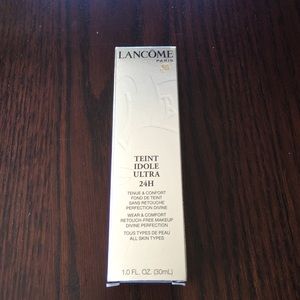 LANCÔME
PARIS
TEINT
IDOLE
ULTRA
24H
TENUE & CONFORT
FOND DE TEINT
SANS RETOUCHE
PERFECTION DIVINE
WEAR & COMFORT
RETOUCH-FREE MAKEUP
DIVINE PERFECTION
TOUS TYPES DE PEAU
ALL SKIN TYPES
1.0 FL. OZ. (30mL)